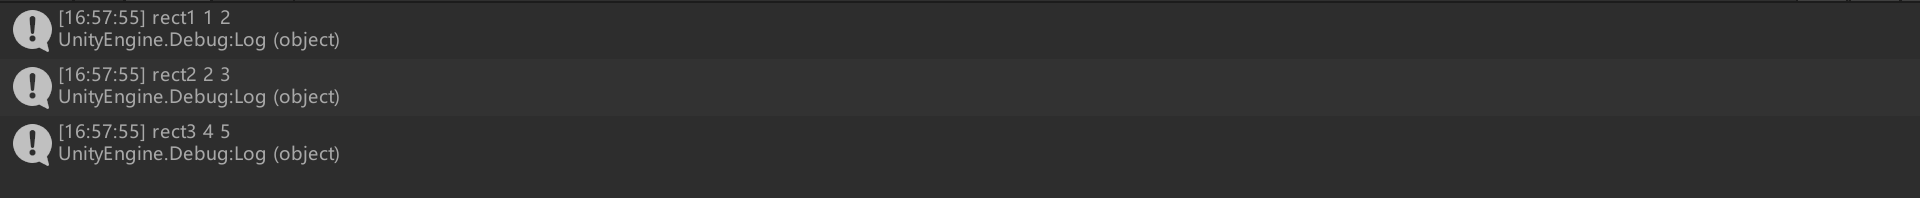 [16:57:55] rect1 1 2
UnityEngine.Debug:Log (object)
[16:57:55] rect2 2 3
UnityEngine.Debug:Log (object)
[16:57:55] rect3 4 5
UnityEngine.Debug:Log (object)